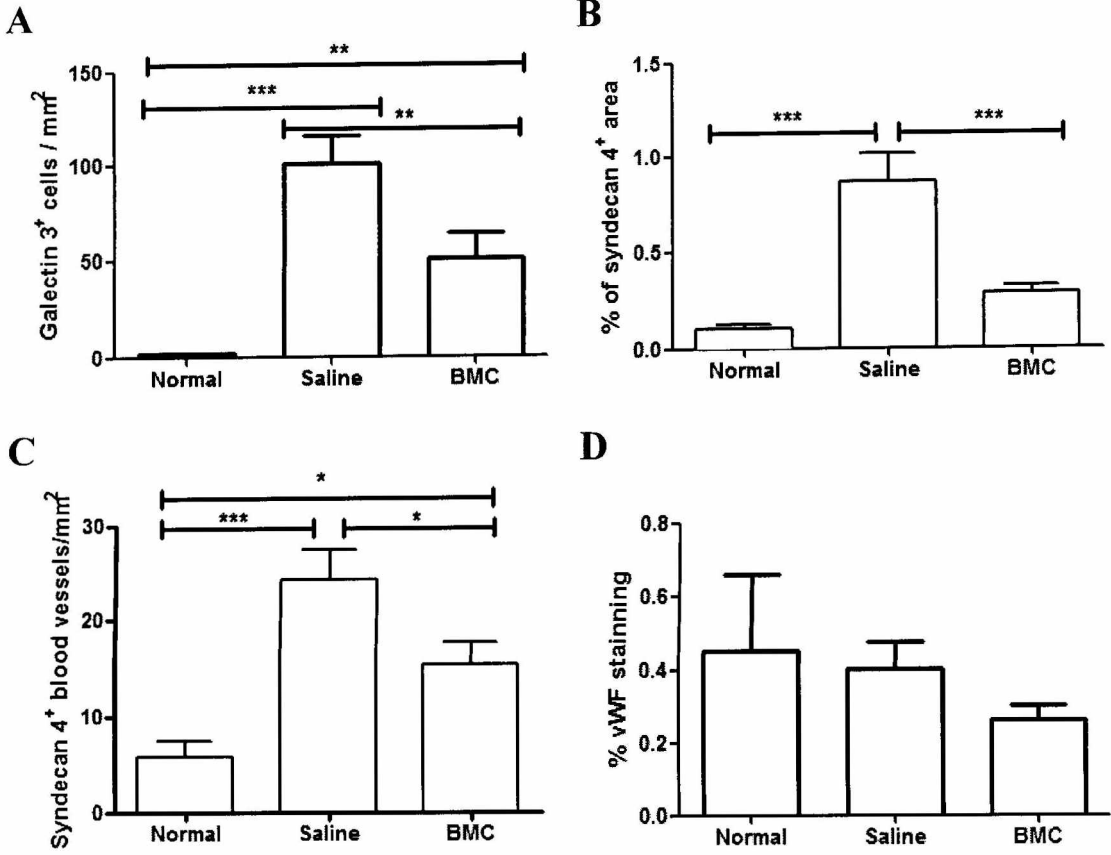 A
Galectin 3⁺ cells / mm²
150
100
50
0
**
***
**
Normal Saline BMC
B
% of syndecan 4⁺ area
1.5
1.0
0.5
0.0
*** ***
Normal Saline BMC
C
Syndecan 4⁺ blood vessels/mm²
30
20
10
0
*
*** *
Normal Saline BMC
D
% vWF stainning
0.8
0.6
0.4
0.2
0.0
Normal Saline BMC